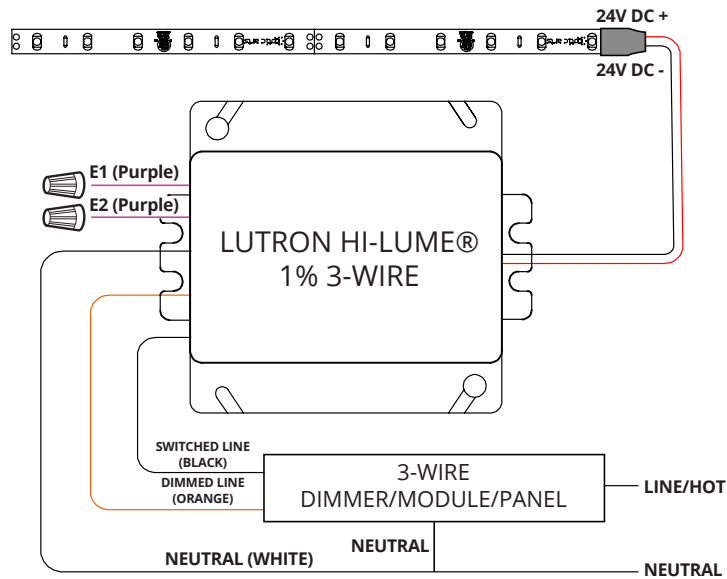 24V DC +
24V DC -
E1 (Purple)
E2 (Purple)
LUTRON HI-LUME®
1% 3-WIRE
SWITCHED LINE
(BLACK)
DIMMED LINE
(ORANGE)
3-WIRE
DIMMER/MODULE/PANEL
LINE/HOT
NEUTRAL
NEUTRAL (WHITE)
NEUTRAL